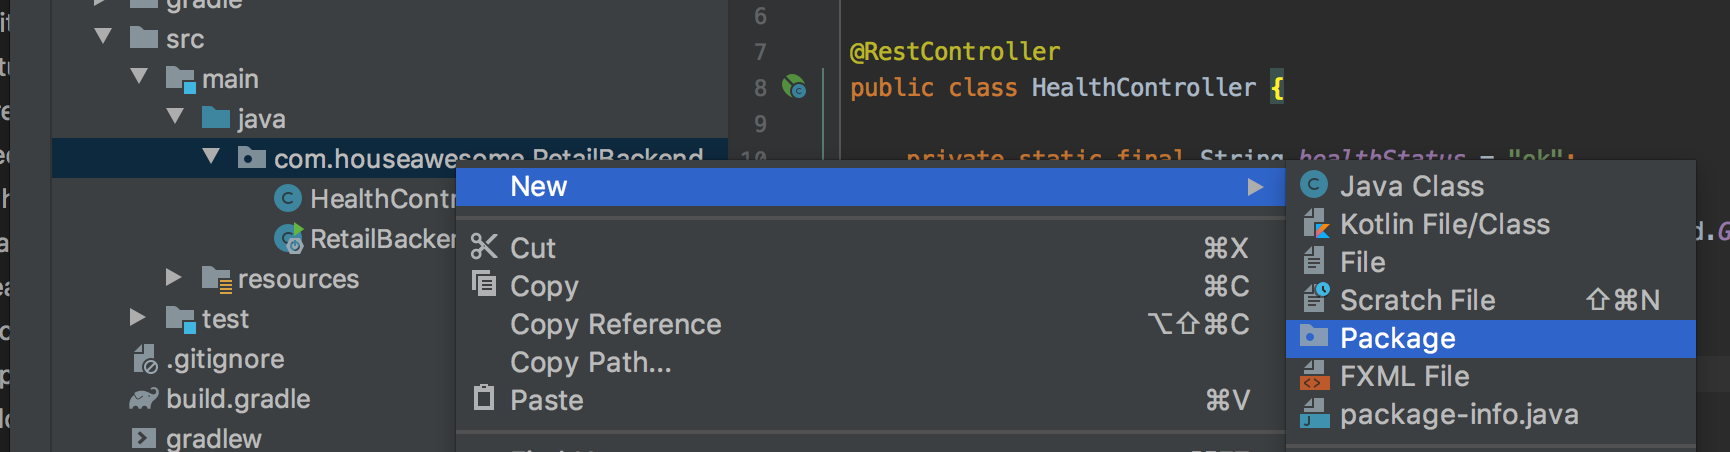 gradle
src
main
java
com.houseawesome.RetailBackend
HealthContr
RetailBacken
resources
test
.gitignore
build.gradle
gradlew
6
7 @RestController
8 public class HealthController {
9
10 private static final String healthStatus = "ok";
d.G
New
Cut ⌘X
Copy ⌘C
Copy Reference ⌥⇧⌘C
Copy Path...
Paste ⌘V
Java Class
Kotlin File/Class
File
Scratch File ⇧⌘N
Package
FXML File
package-info.java